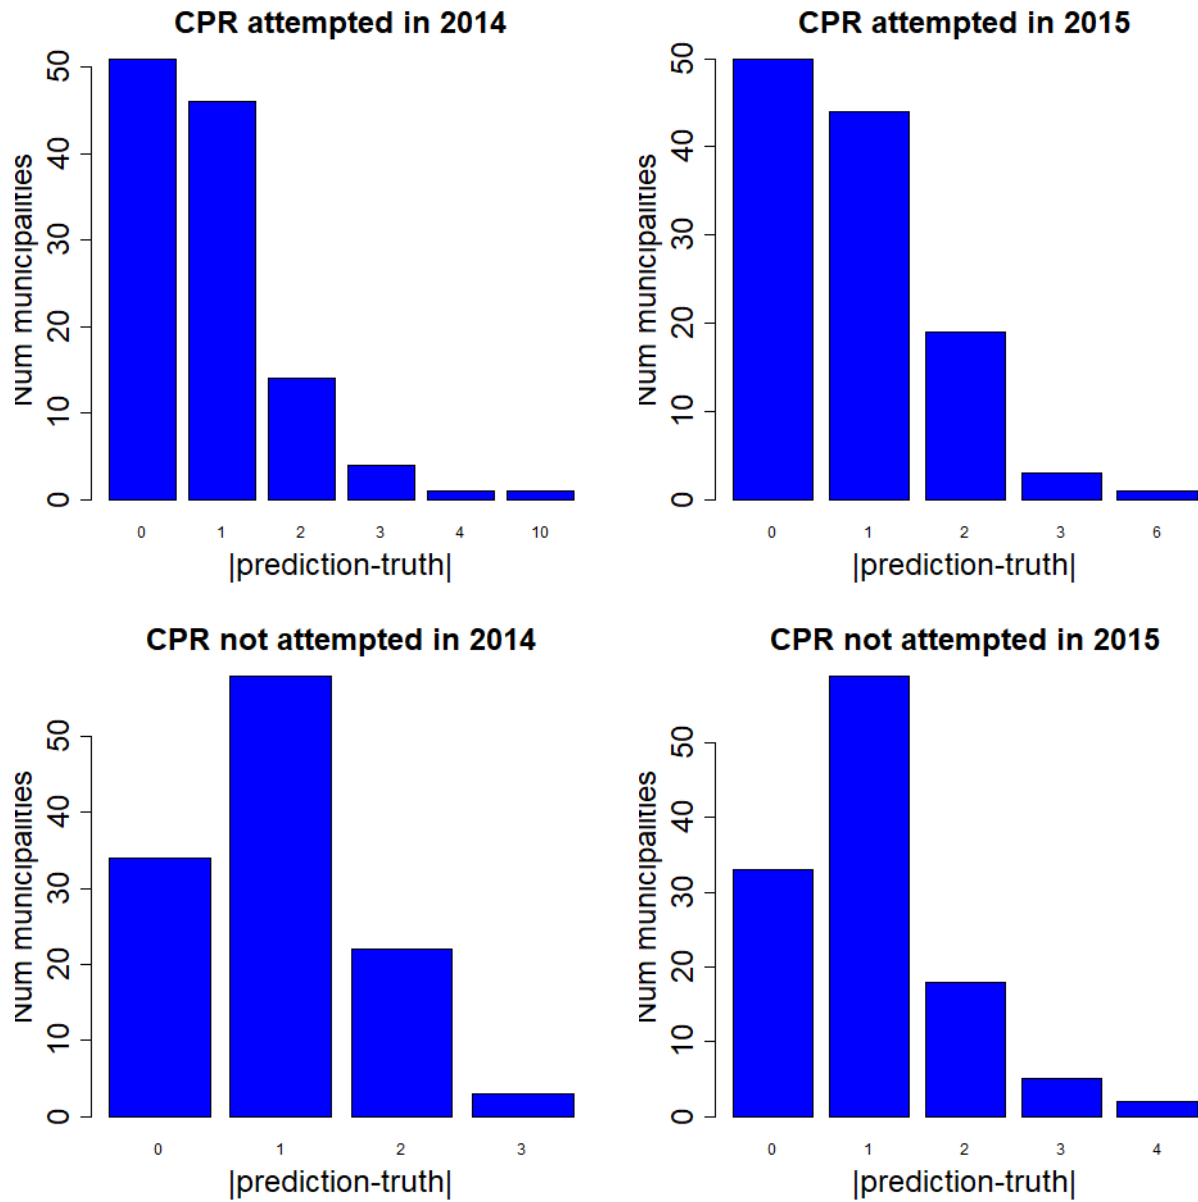 CPR attempted in 2014
Num municipalities
0 10 20 30 40 50
0 1 2 3 4 10
|prediction-truth|
CPR attempted in 2015
Num municipalities
0 10 20 30 40 50
0 1 2 3 6
|prediction-truth|
CPR not attempted in 2014
Num municipalities
0 10 20 30 40 50
0 1 2 3
|prediction-truth|
CPR not attempted in 2015
Num municipalities
0 10 20 30 40 50
0 1 2 3 4
|prediction-truth|